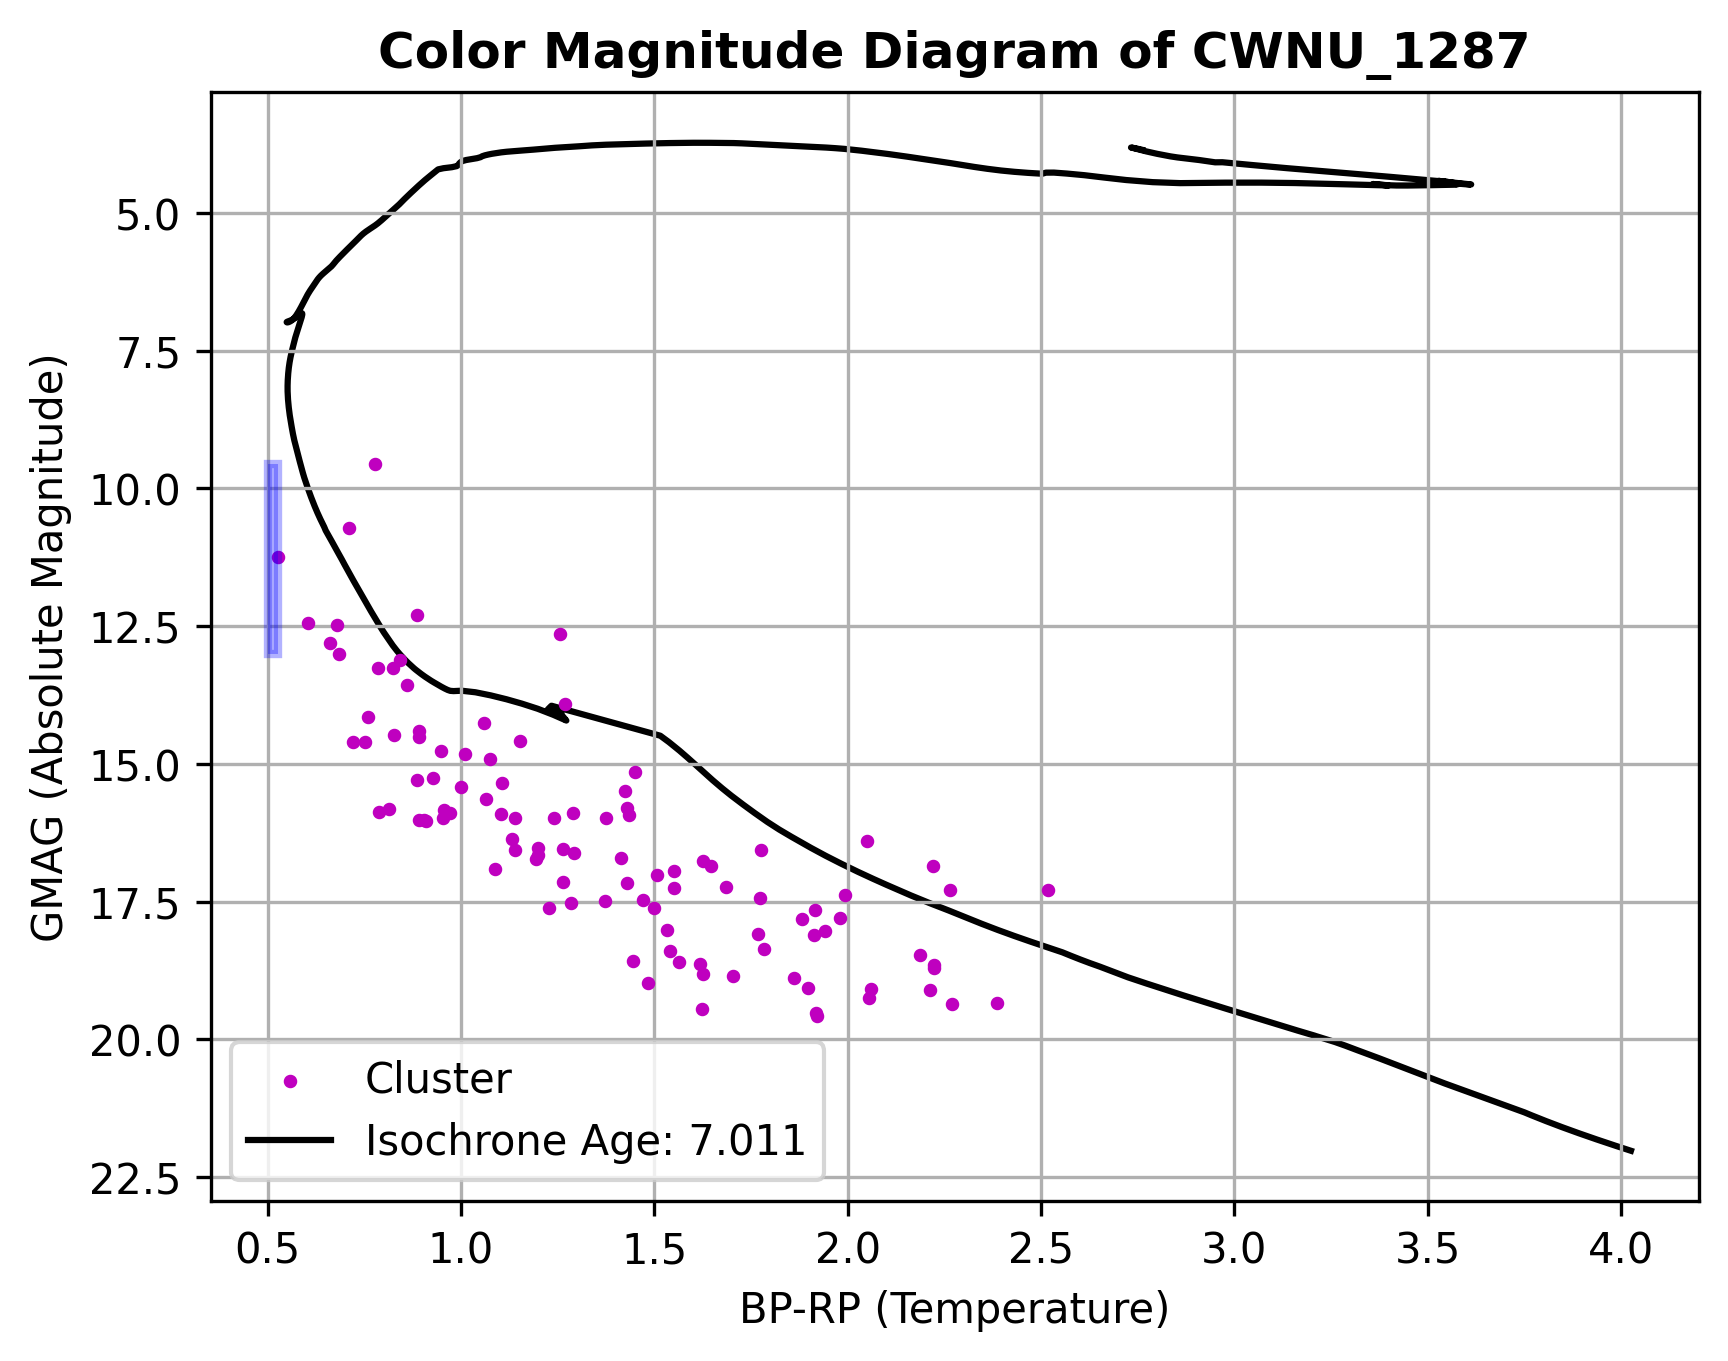 Color Magnitude Diagram of CWNU_1287
GMAG (Absolute Magnitude)
5.0
7.5
10.0
12.5
15.0
17.5
20.0
22.5
Cluster
Isochrone Age: 7.011
0.5 1.0 1.5 2.0 2.5 3.0 3.5 4.0
BP-RP (Temperature)